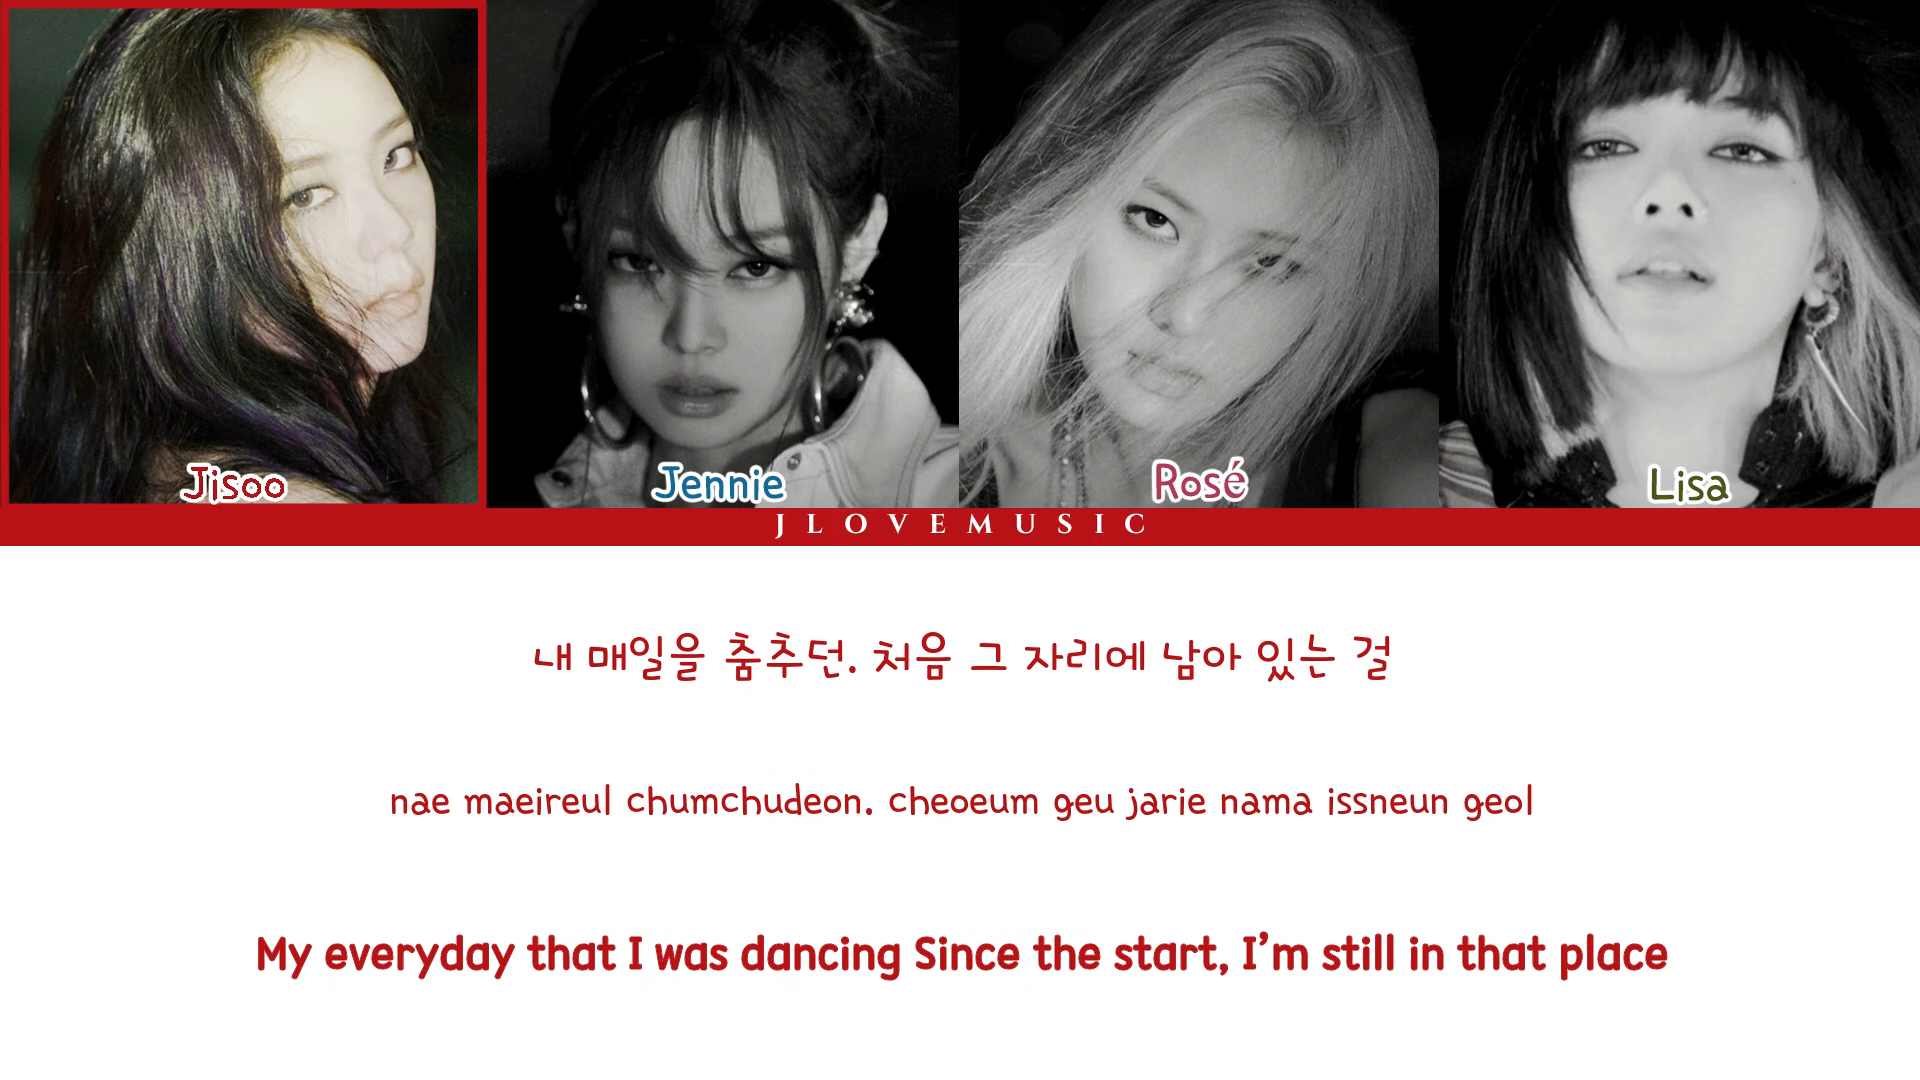 Jisoo
Jennie
Rosé
Lisa
JLOVEMUSIC
내 매일을 춤추던. 처음 그 자리에 남아 있는 걸
nae maeireul chumchudeon. cheoeum geu jarie nama issneun geol
My everyday that I was dancing Since the start, I’m still in that place